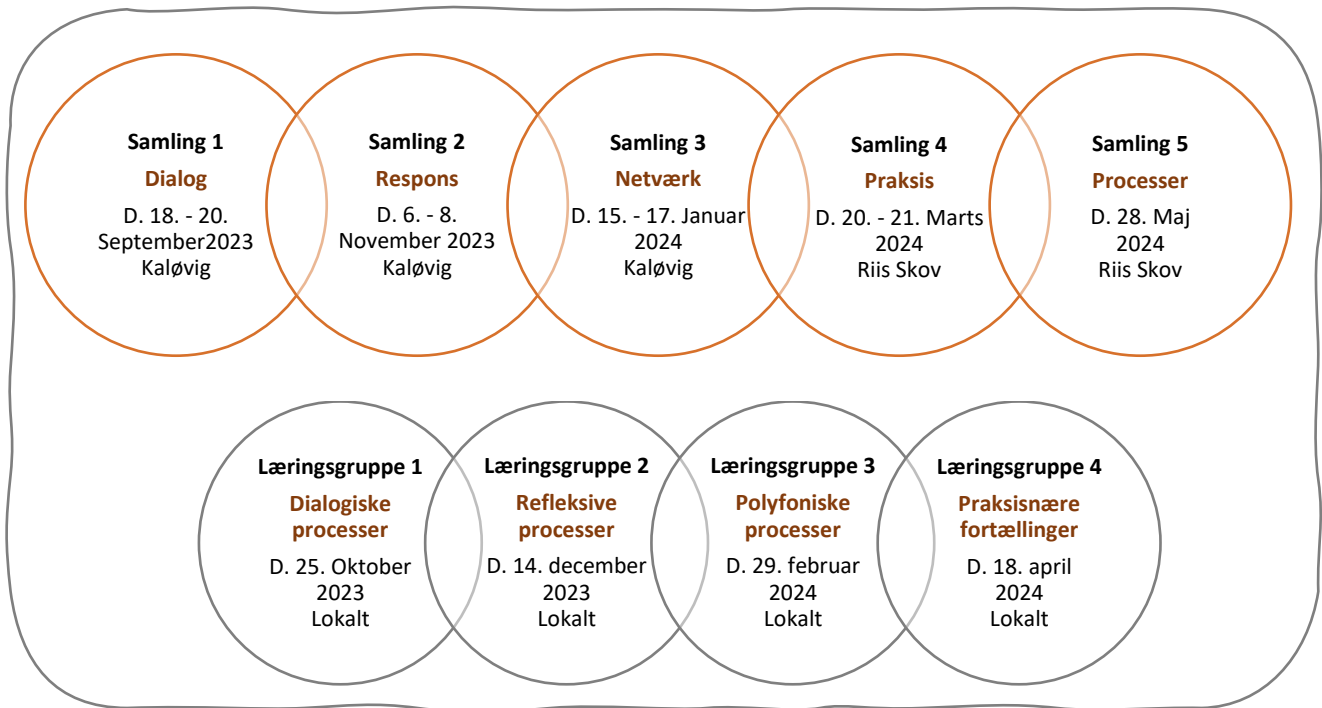 Samling 1
Dialog
D. 18. - 20.
September2023
Kaløvig
Samling 2
Respons
D. 6. - 8.
November 2023
Kaløvig
Samling 3
Netværk
D. 15. - 17. Januar
2024
Kaløvig
Samling 4
Praksis
D. 20. - 21. Marts
2024
Riis Skov
Samling 5
Processer
D. 28. Maj
2024
Riis Skov
Læringsgruppe 1
Dialogiske
processer
D. 25. Oktober
2023
Lokalt
Læringsgruppe 2
Refleksive
processer
D. 14. december
2023
Lokalt
Læringsgruppe 3
Polyfoniske
processer
D. 29. februar
2024
Lokalt
Læringsgruppe 4
Praksisnære
fortællinger
D. 18. april
2024
Lokalt